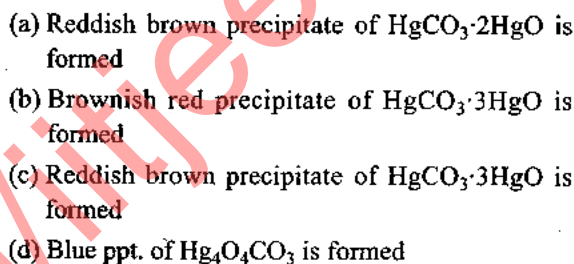 (a) Reddish brown precipitate of HgCO₃·2HgO is
formed
(b) Brownish red precipitate of HgCO₃·3HgO is
formed
(c) Reddish brown precipitate of HgCO₃·3HgO is
formed
(d) Blue ppt. of Hg₄O₄CO₃ is formed